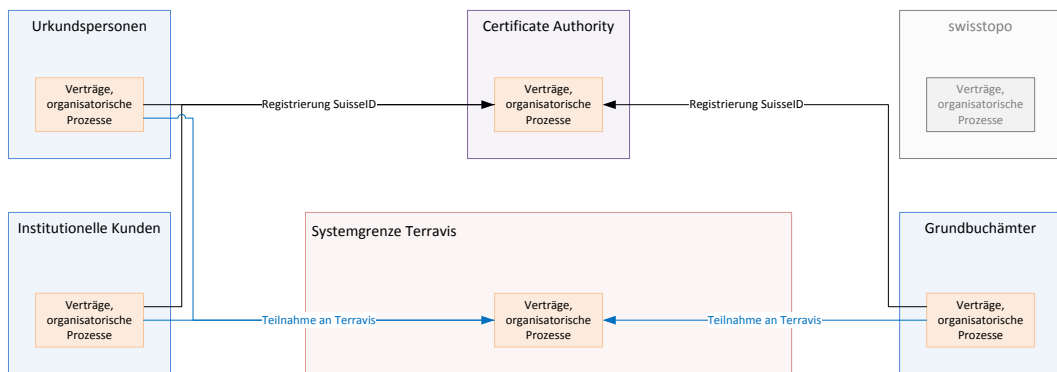 Urkundspersonen
Certificate Authority
swisstopo
Verträge,
organisatorische
Prozesse
Registrierung SuisseID
Verträge,
organisatorische
Prozesse
Registrierung SuisseID
Verträge,
organisatorische
Prozesse
Institutionelle Kunden
Systemgrenze Terravis
Grundbuchämter
Verträge,
organisatorische
Prozesse
Teilnahme an Terravis
Verträge,
organisatorische
Prozesse
Teilnahme an Terravis
Verträge,
organisatorische
Prozesse